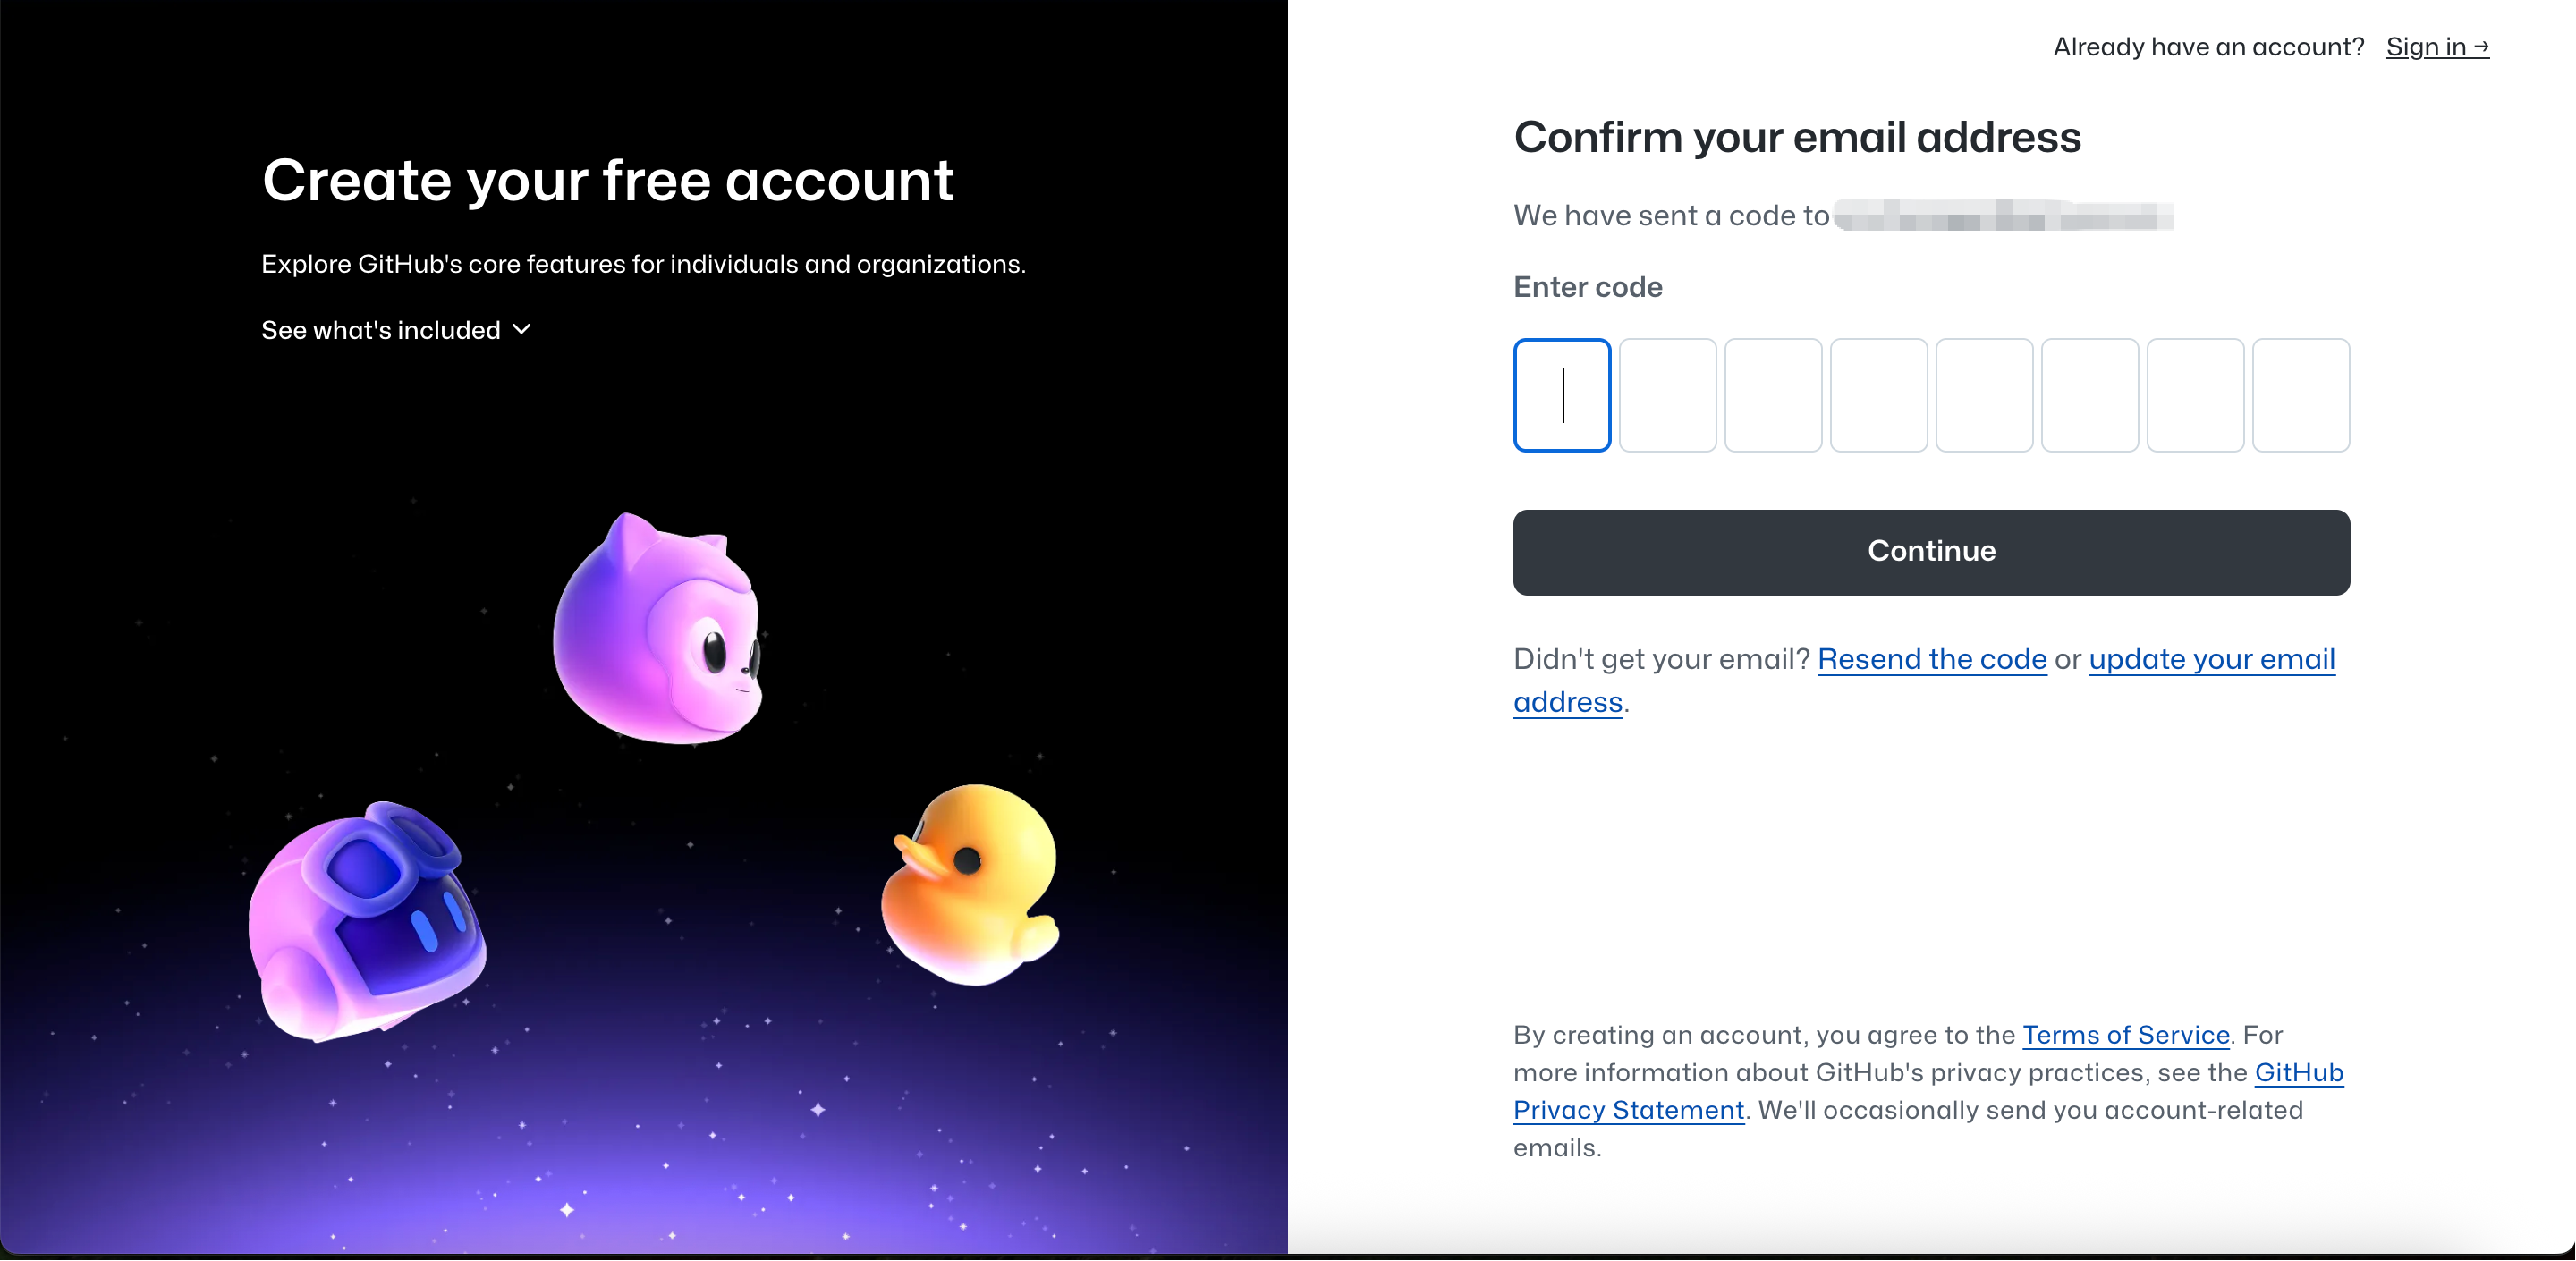 Create your free account
Explore GitHub's core features for individuals and organizations.
See what's included
Already have an account? Sign in →
Confirm your email address
We have sent a code to
Enter code
Continue
Didn't get your email? Resend the code or update your email
address.
By creating an account, you agree to the Terms of Service. For
more information about GitHub's privacy practices, see the GitHub
Privacy Statement. We'll occasionally send you account-related
emails.